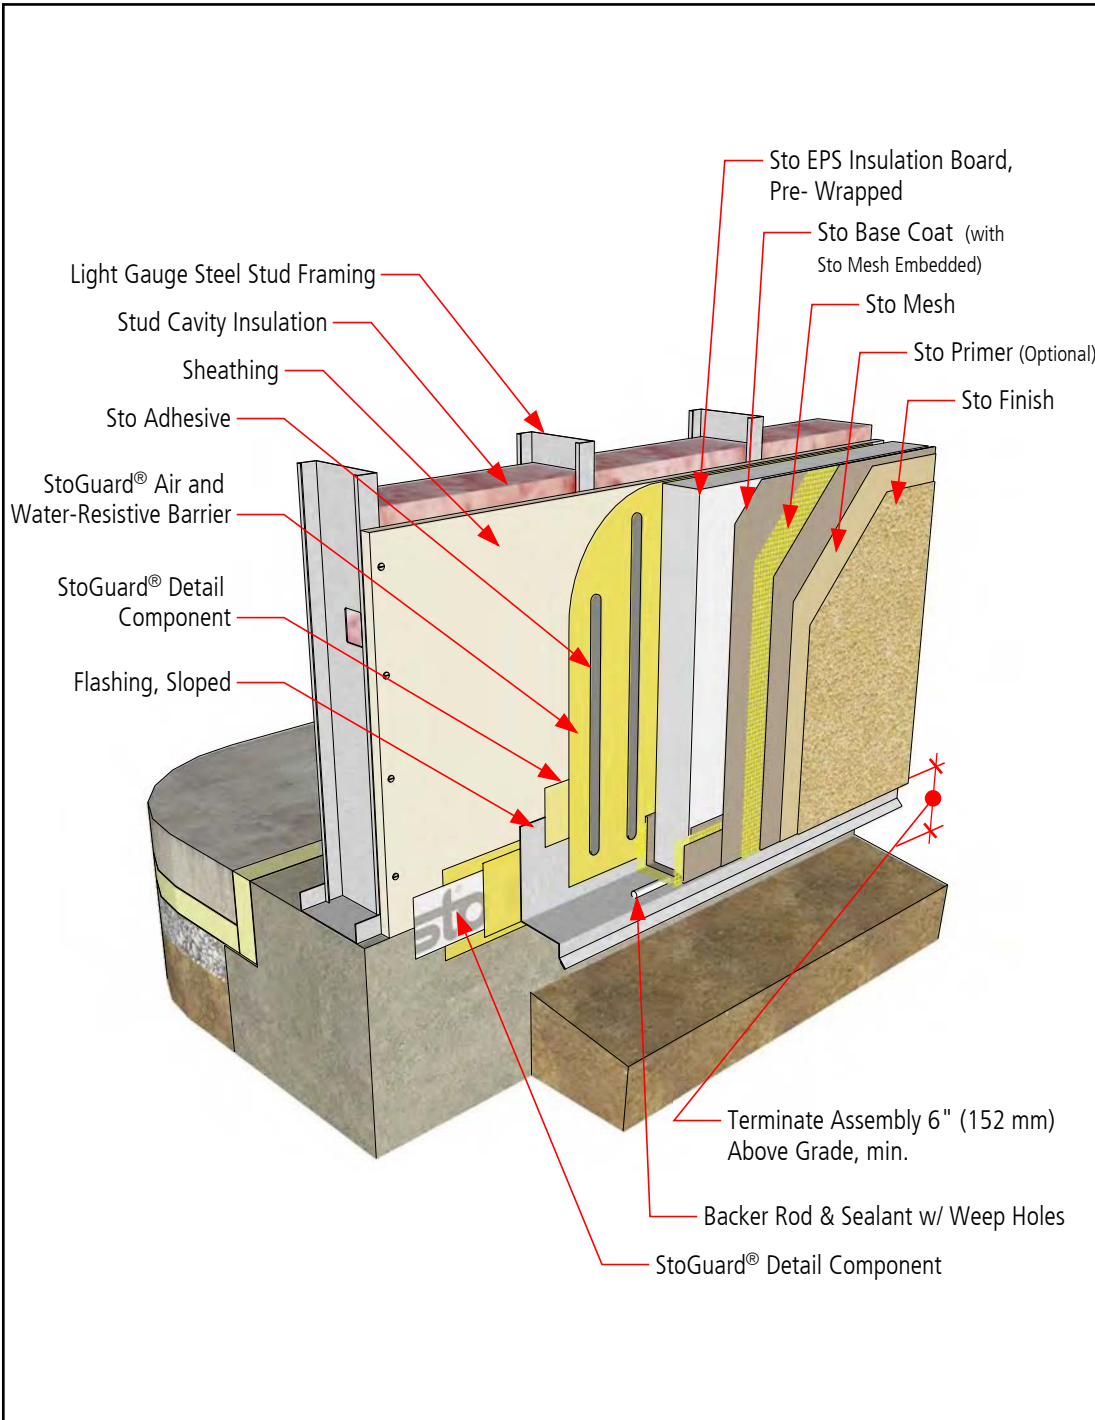 Sto EPS Insulation Board,
Pre- Wrapped
Sto Base Coat (with
Sto Mesh Embedded)
Sto Mesh
Sto Primer (Optional)
Sto Finish
Light Gauge Steel Stud Framing
Stud Cavity Insulation
Sheathing
Sto Adhesive
StoGuard® Air and
Water-Resistive Barrier
StoGuard® Detail
Component
Flashing, Sloped
sto
Terminate Assembly 6" (152 mm)
Above Grade, min.
Backer Rod & Sealant w/ Weep Holes
StoGuard® Detail Component